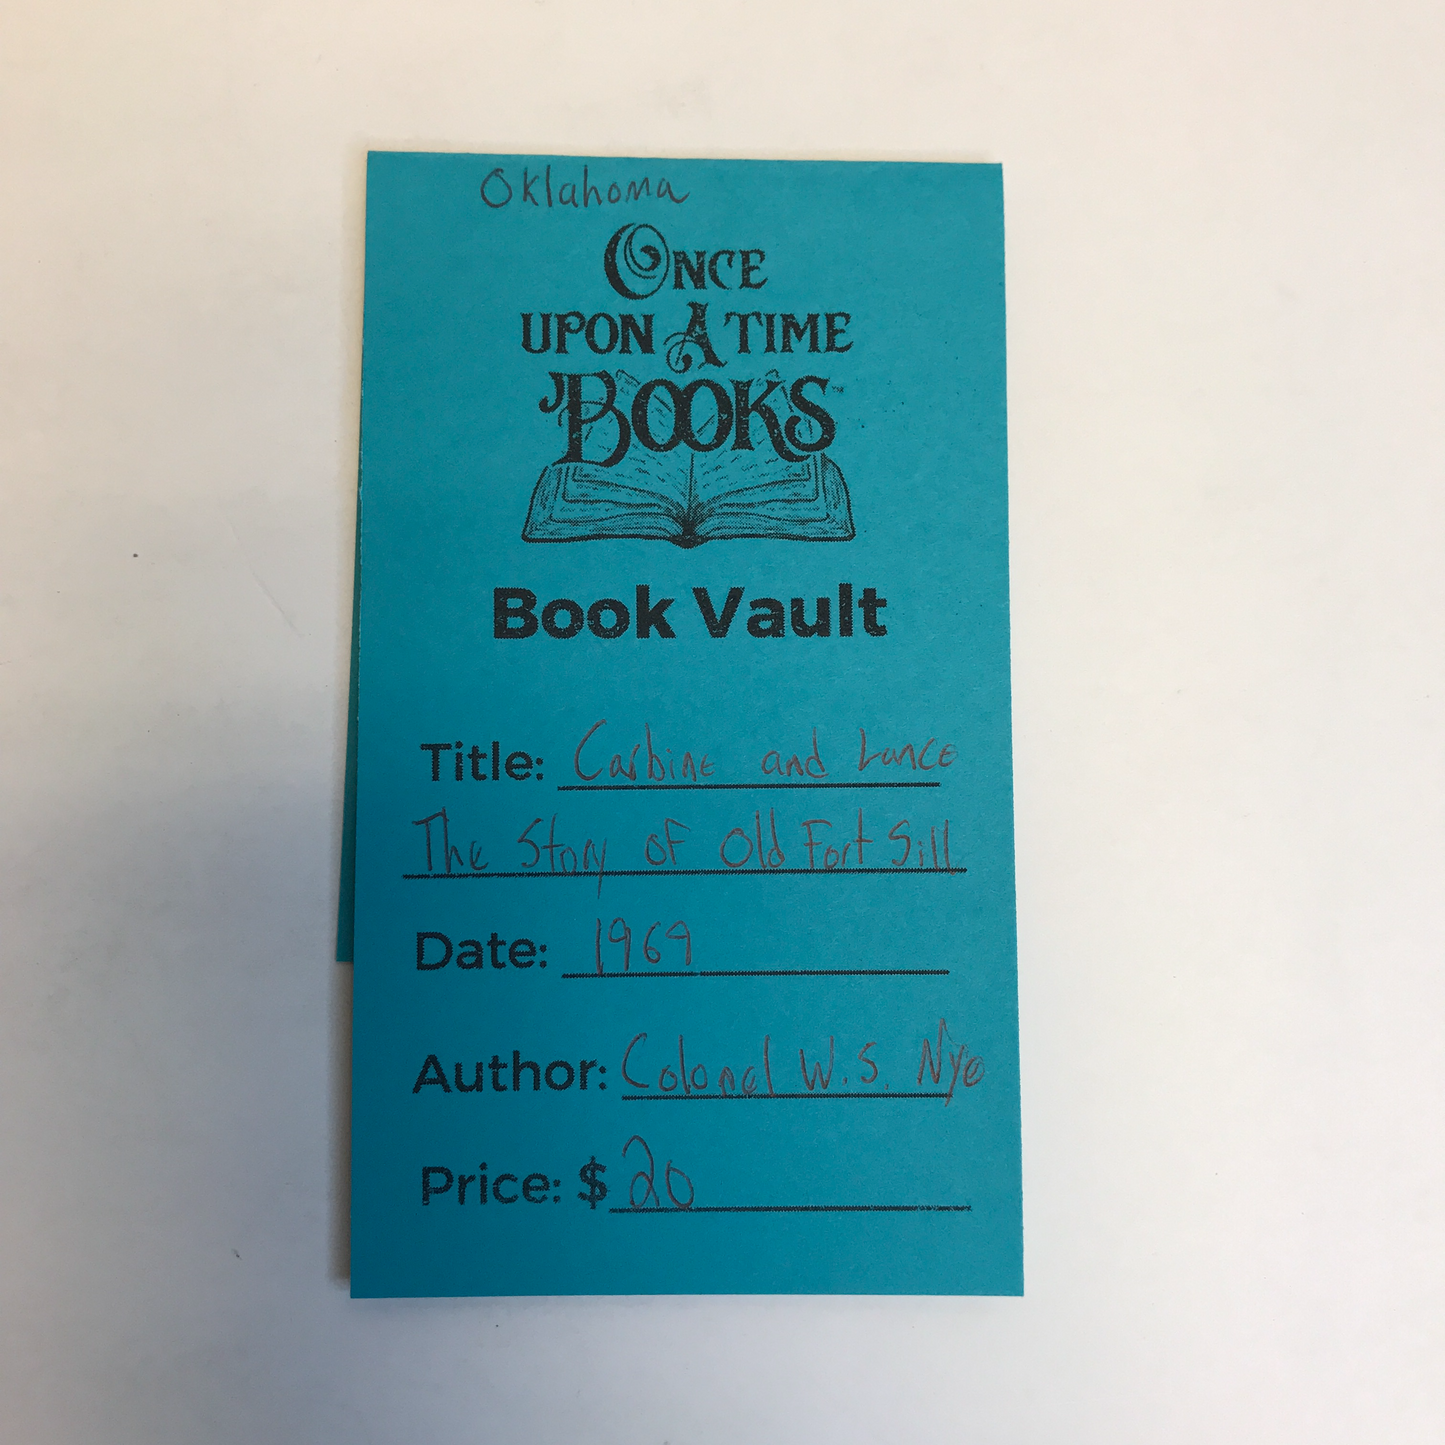 Oklahoma
ONCE
UPON A TIME
BOOKS™
Book Vault
Title: Carbine and Lance
The Story of Old Fort Sill
Date: 1969
Author: Colonel W.S. Nye
Price: $ 20